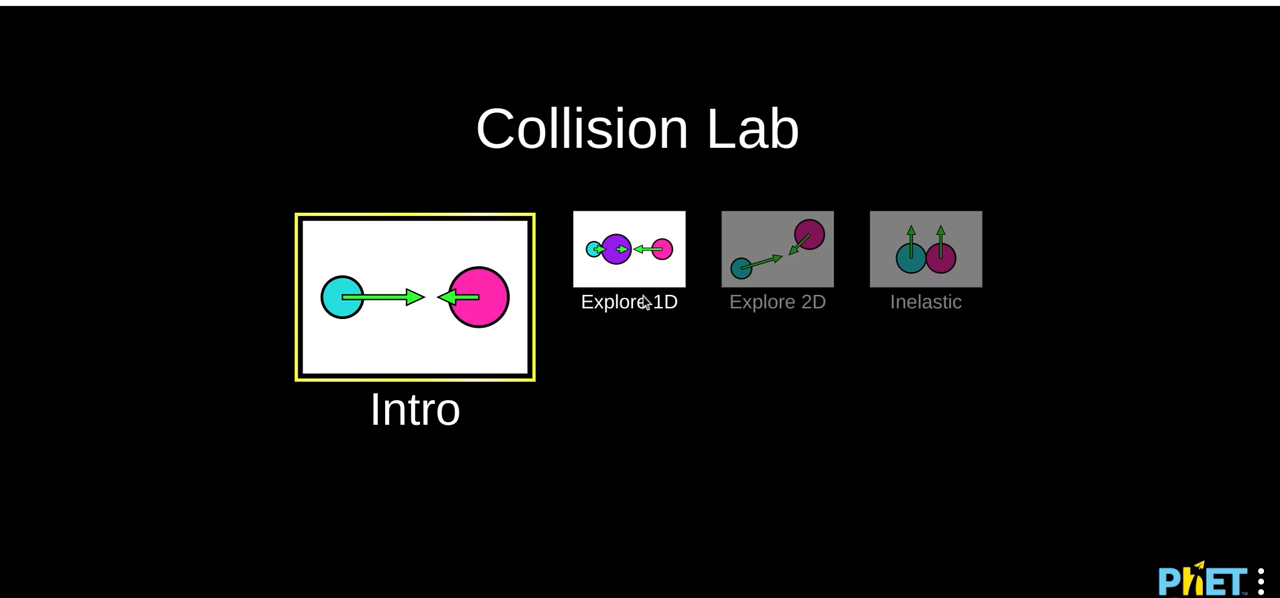 Collision Lab
Explore 1D
Explore 2D
Inelastic
Intro
PhET